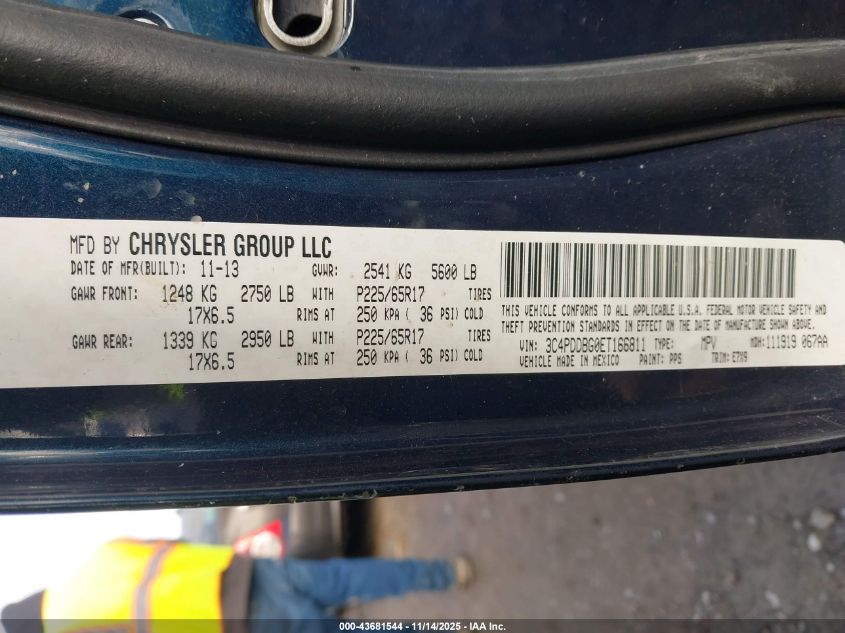 MFD BY CHRYSLER GROUP LLC
DATE OF MFR(BUILT): 11-13 GVWR: 2541 KG 5600 LB
GAWR FRONT: 1248 KG 2750 LB WITH P225/65R17 TIRES
17X6.5 RIMS AT 250 KPA ( 36 PSI) COLD
GAWR REAR: 1339 KG 2950 LB WITH P225/65R17 TIRES
17X6.5 RIMS AT 250 KPA ( 36 PSI) COLD
THIS VEHICLE CONFORMS TO ALL APPLICABLE U.S.A. FEDERAL MOTOR VEHICLE SAFETY AND
THEFT PREVENTION STANDARDS IN EFFECT ON THE DATE OF MANUFACTURE SHOWN ABOVE.
VIN: 3C4PDDBG0ET166811 TYPE: MPV MDH: 111919 067AA
VEHICLE MADE IN MEXICO PAINT: PPS TRIM: E7X9
000-43681544 - 11/14/2025 - IAA Inc.